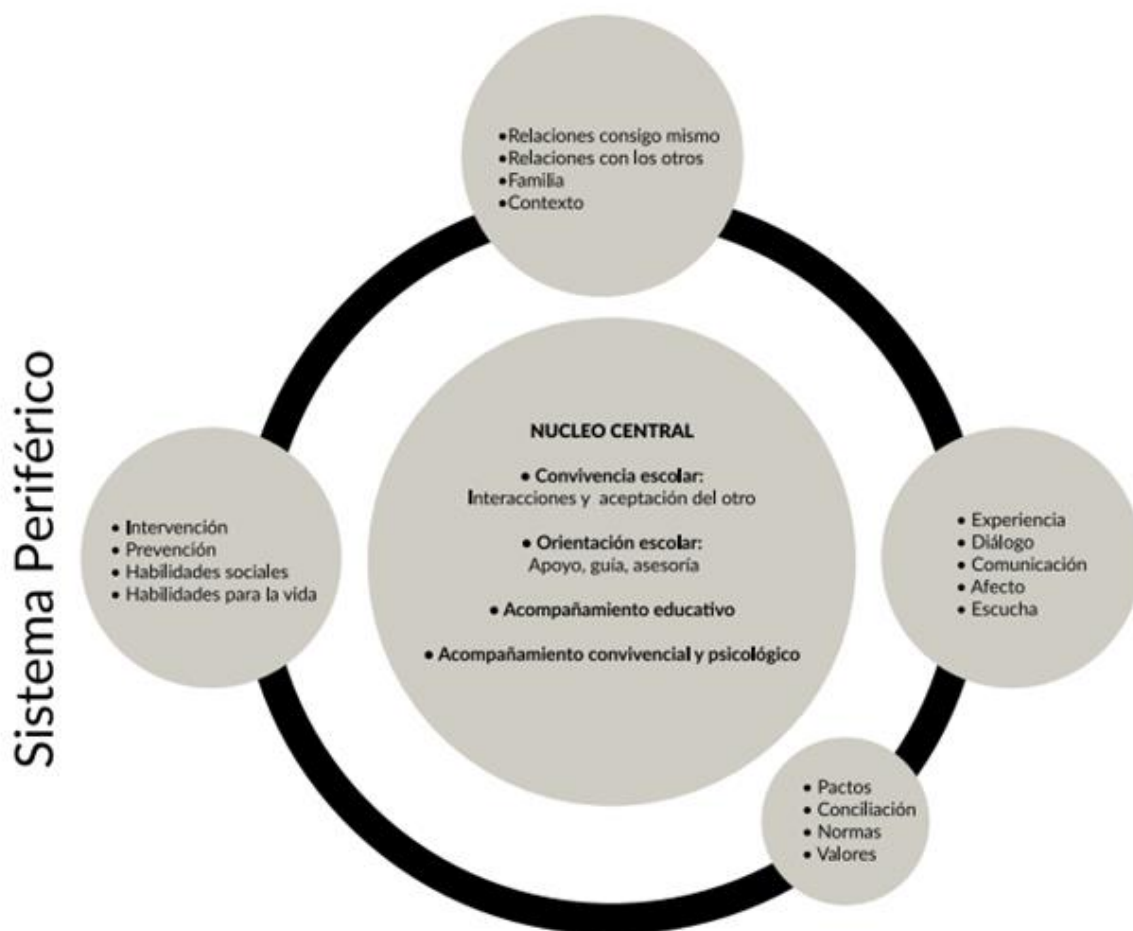 •Relaciones consigo mismo
•Relaciones con los otros
•Familia
•Contexto
Sistema Periférico
NUCLEO CENTRAL
• Convivencia escolar:
Interacciones y aceptación del otro
• Orientación escolar:
Apoyo, guía, asesoría
• Acompañamiento educativo
• Acompañamiento convivencial y psicológico
• Intervención
• Prevención
• Habilidades sociales
• Habilidades para la vida
• Experiencia
• Diálogo
• Comunicación
• Afecto
• Escucha
• Pactos
• Conciliación
• Normas
• Valores